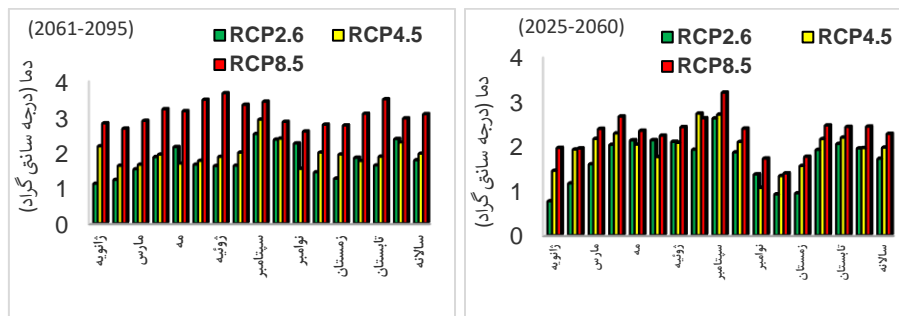 (2061-2095)
RCP2.6 RCP4.5
RCP8.5
دما (درجه سانتی گراد)
4
3
2
1
0
ژانویه
مارس
مه
ژوئیه
سپتامبر
نوامبر
زمستان
تابستان
سالانه
(2025-2060)
RCP2.6 RCP4.5
RCP8.5
دما (درجه سانتی گراد)
4
3
2
1
0
ژانویه
مارس
مه
ژوئیه
سپتامبر
نوامبر
زمستان
تابستان
سالانه